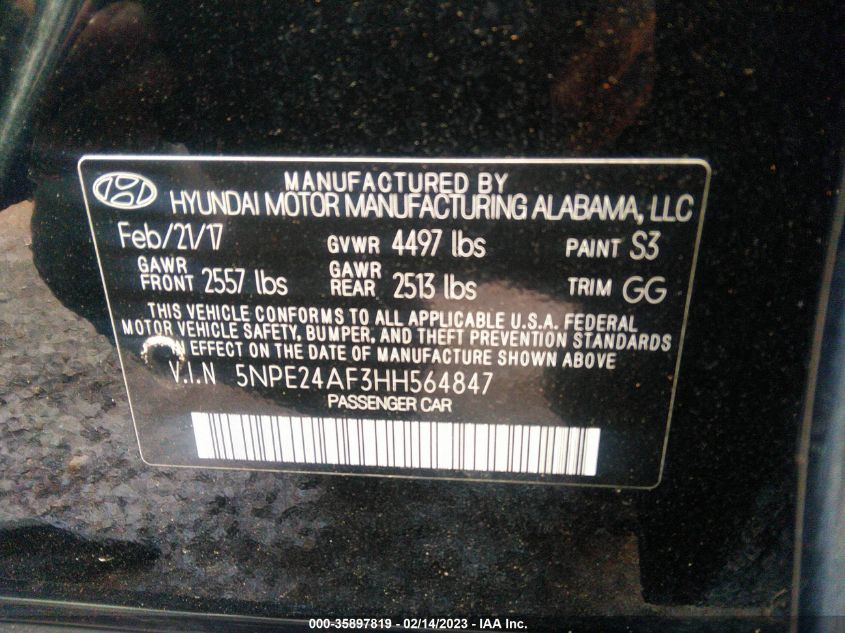 MANUFACTURED BY
HYUNDAI MOTOR MANUFACTURING ALABAMA, LLC
Feb/21/17 GVWR 4497 lbs PAINT S3
GAWR FRONT 2557 lbs GAWR REAR 2513 lbs TRIM GG
THIS VEHICLE CONFORMS TO ALL APPLICABLE U.S.A. FEDERAL
MOTOR VEHICLE SAFETY, BUMPER, AND THEFT PREVENTION STANDARDS
IN EFFECT ON THE DATE OF MANUFACTURE SHOWN ABOVE
V.I.N 5NPE24AF3HH564847
PASSENGER CAR
000-35897819 - 02/14/2023 - IAA Inc.